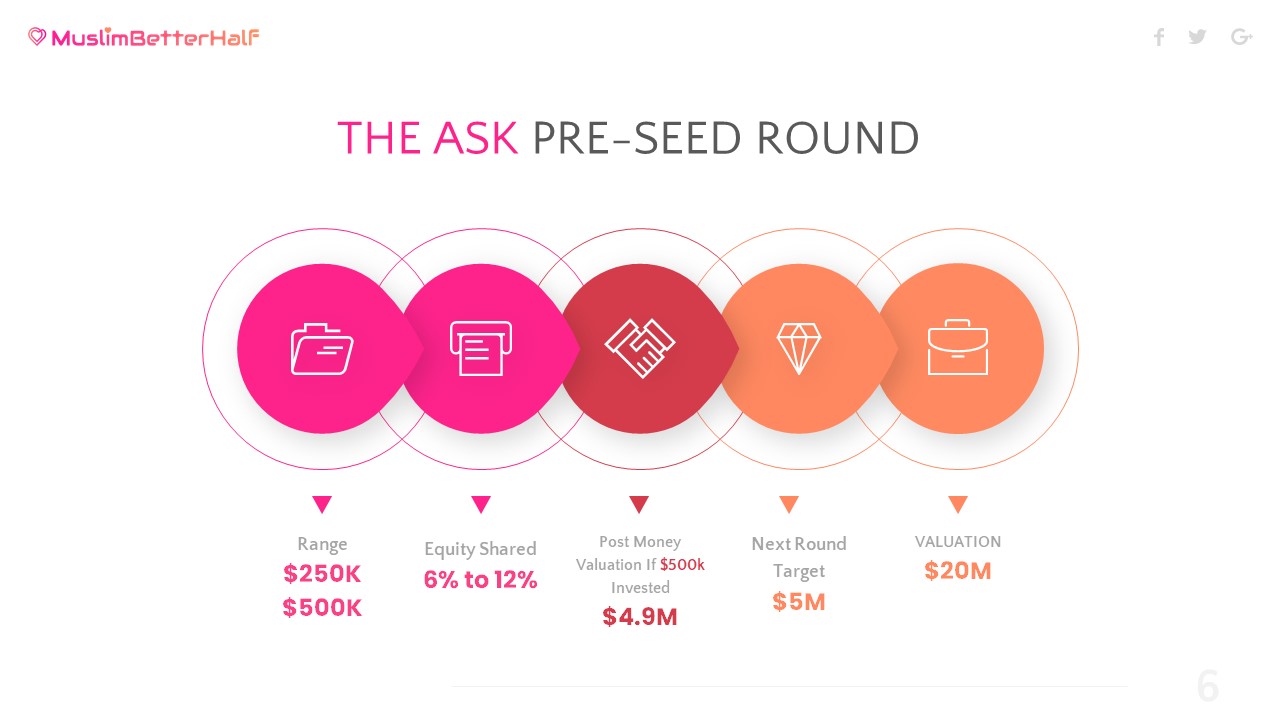 MuslimBetterHalf
THE ASK PRE-SEED ROUND
Range
$250K
$500K
Equity Shared
6% to 12%
Post Money
Valuation If $500k
Invested
$4.9M
Next Round
Target
$5M
VALUATION
$20M
6